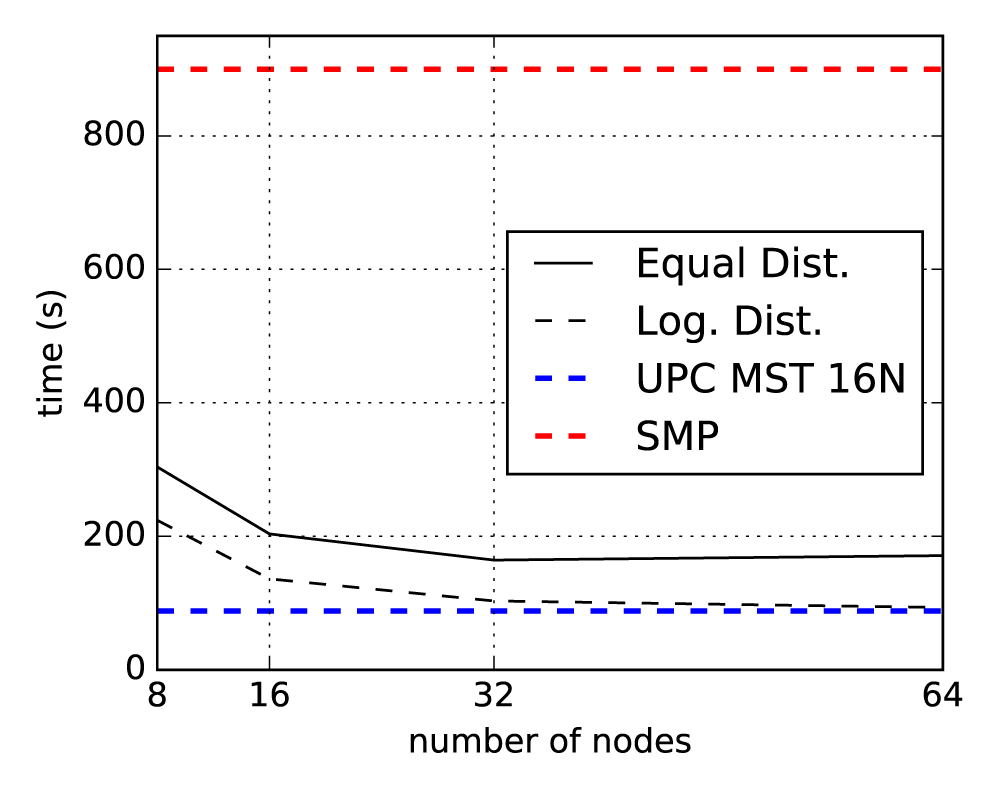 800
600
400
200
0
time (s)
Equal Dist.
Log. Dist.
UPC MST 16N
SMP
8 16 32 64
number of nodes